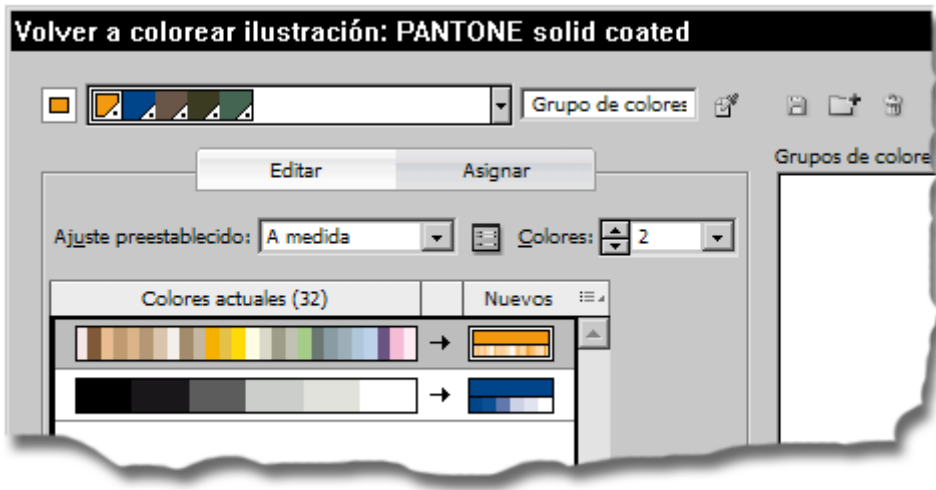 Volver a colorear ilustración: PANTONE solid coated
Grupo de colores
Grupos de colore
Editar
Asignar
Ajuste preestablecido: A medida
Colores: 2
Colores actuales (32)
Nuevos